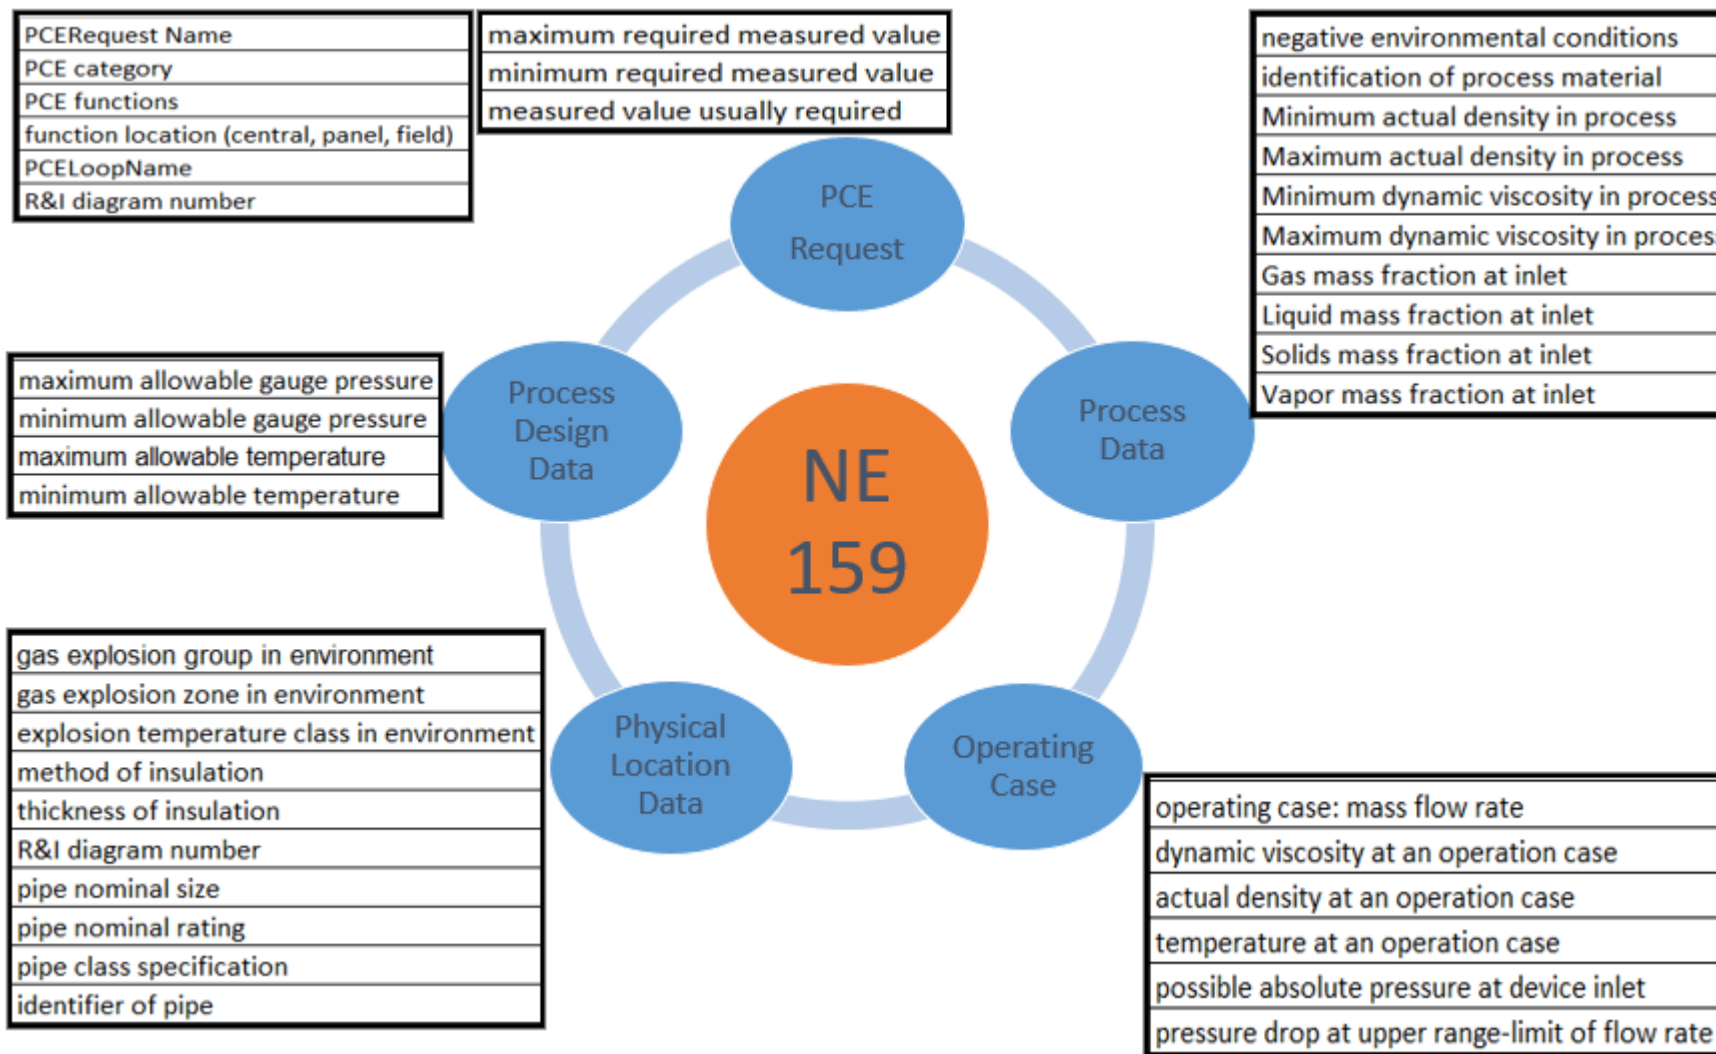 PCERequest Name
PCE category
PCE functions
function location (central, panel, field)
PCELoopName
R&I diagram number
maximum required measured value
minimum required measured value
measured value usually required
negative environmental conditions
identification of process material
Minimum actual density in process
Maximum actual density in process
Minimum dynamic viscosity in process
Maximum dynamic viscosity in process
Gas mass fraction at inlet
Liquid mass fraction at inlet
Solids mass fraction at inlet
Vapor mass fraction at inlet
PCE
Request
maximum allowable gauge pressure
minimum allowable gauge pressure
maximum allowable temperature
minimum allowable temperature
Process
Design
Data
Process
Data
NE
159
gas explosion group in environment
gas explosion zone in environment
explosion temperature class in environment
method of insulation
thickness of insulation
R&I diagram number
pipe nominal size
pipe nominal rating
pipe class specification
identifier of pipe
Physical
Location
Data
Operating
Case
operating case: mass flow rate
dynamic viscosity at an operation case
actual density at an operation case
temperature at an operation case
possible absolute pressure at device inlet
pressure drop at upper range-limit of flow rate